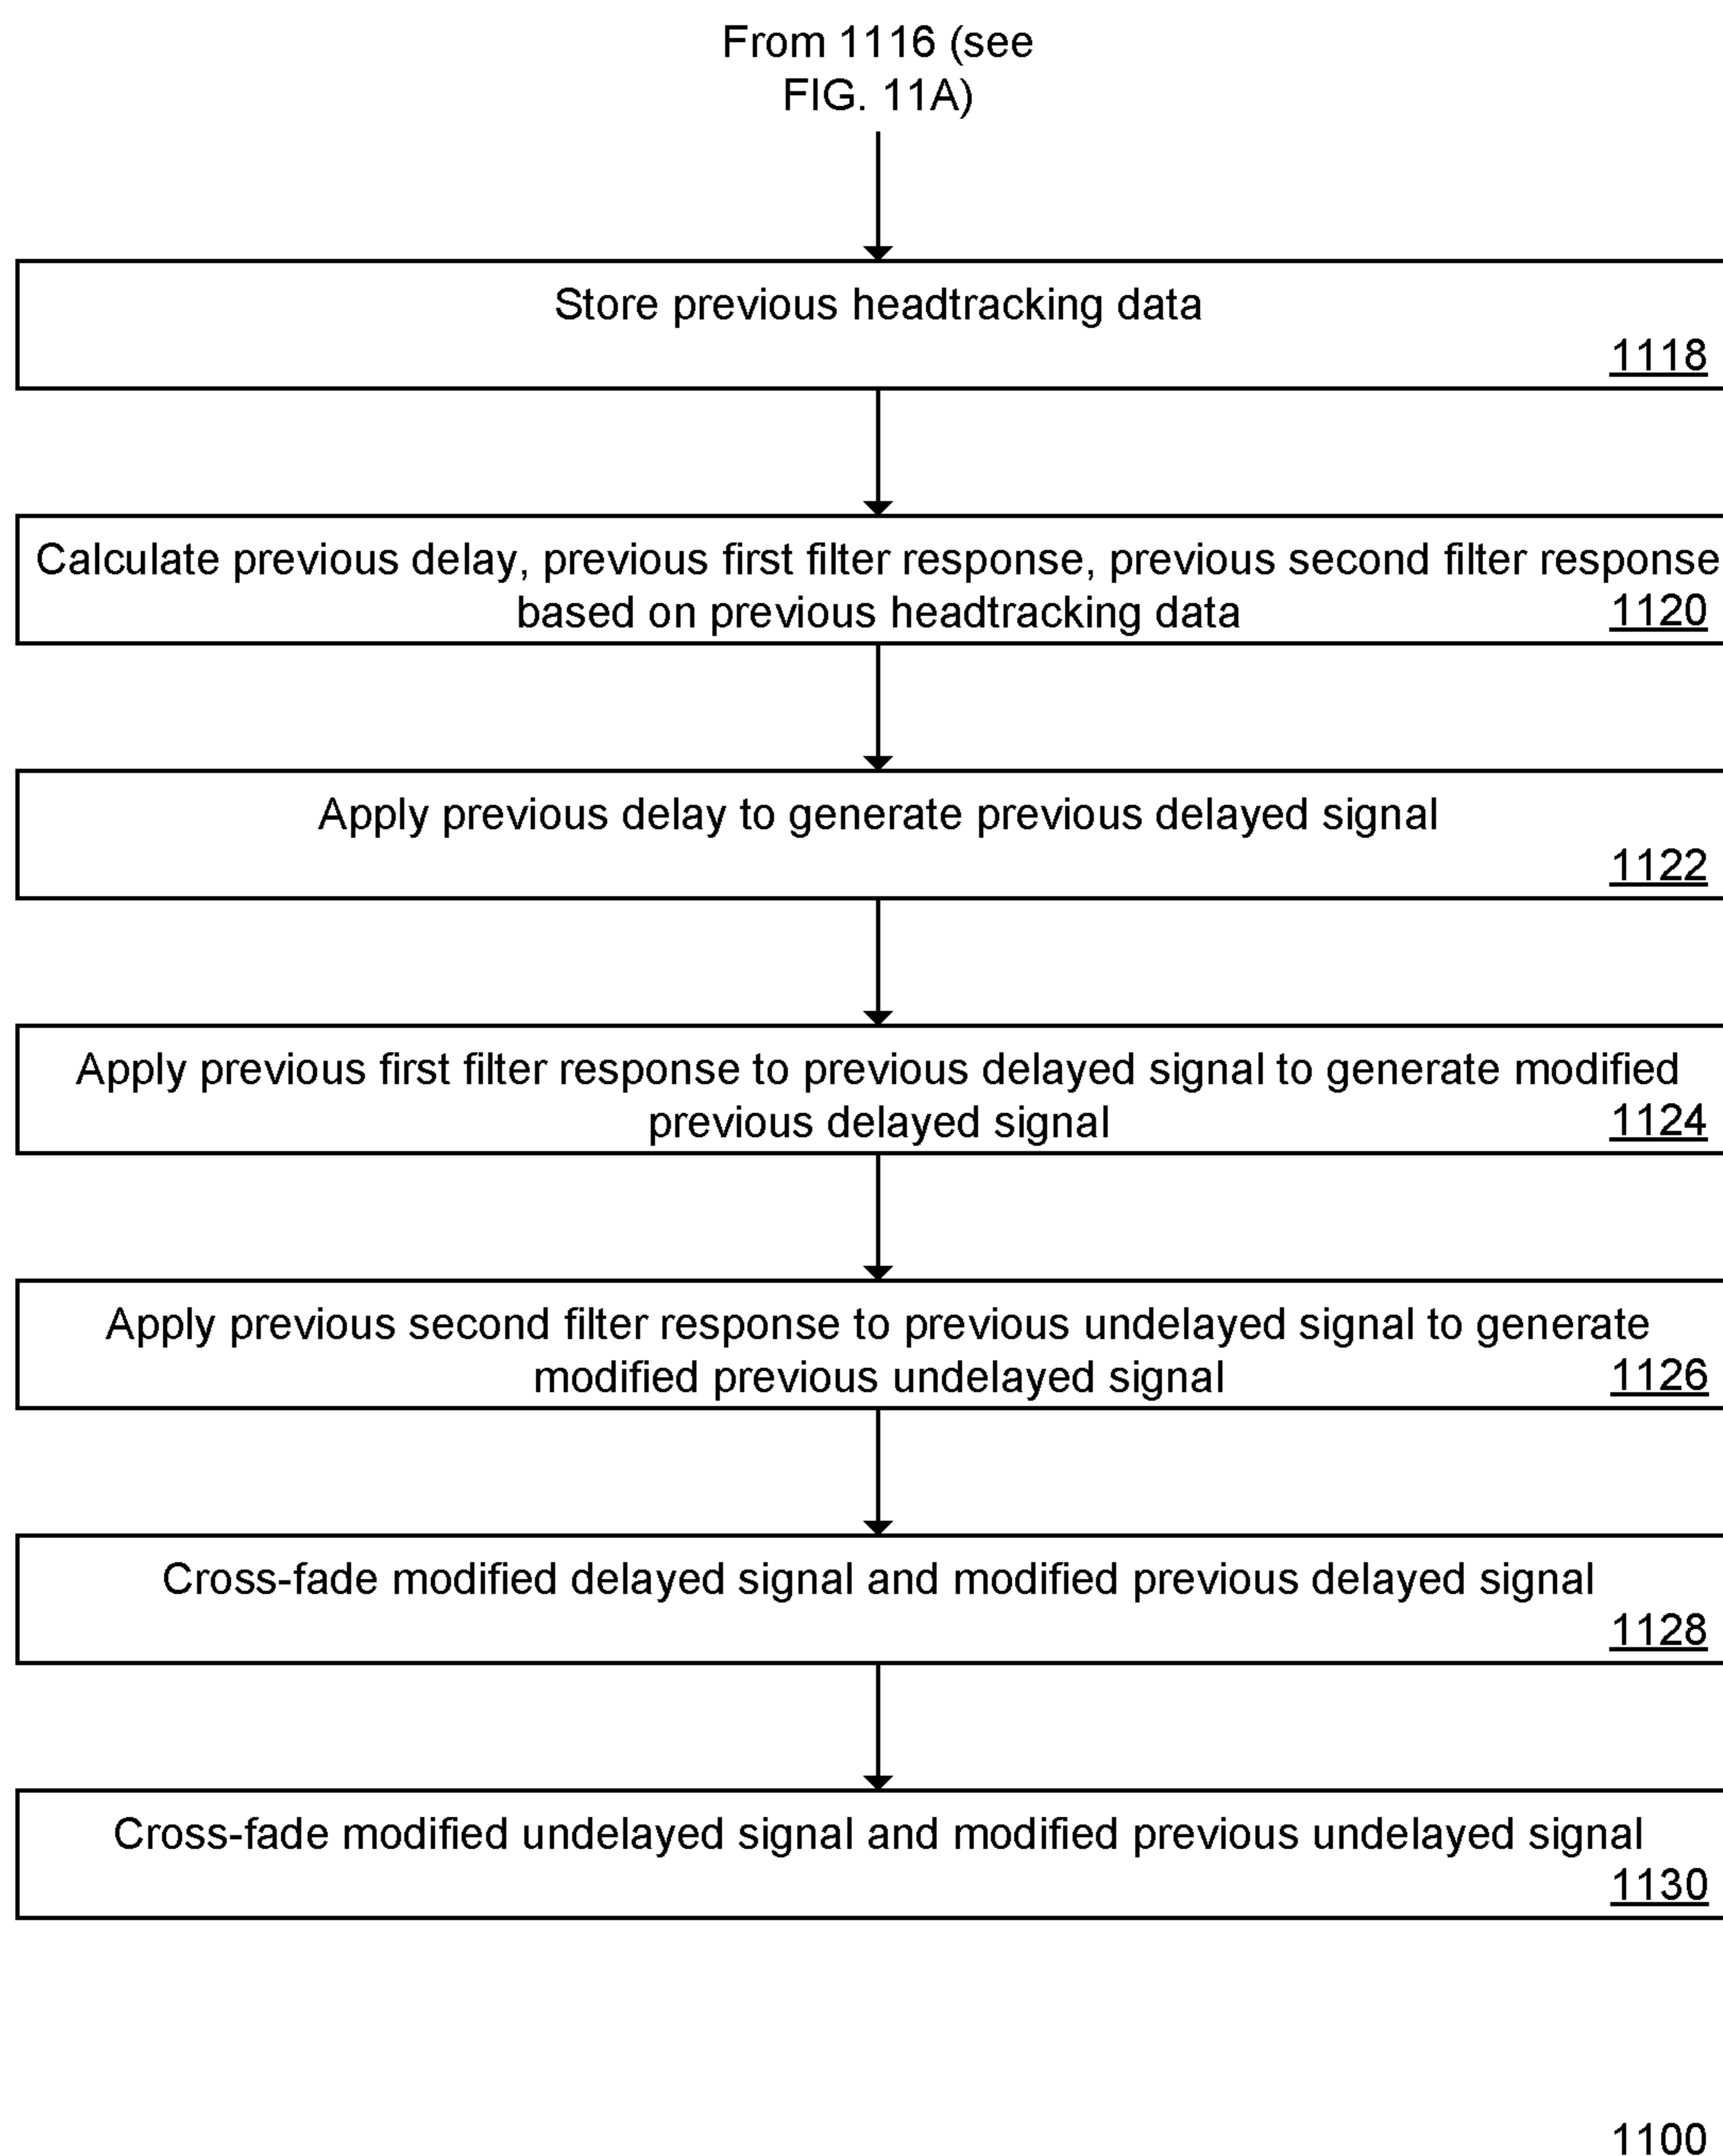 From 1116 (see
FIG. 11A)
Store previous headtracking data
1118
Calculate previous delay, previous first filter response, previous second filter response
based on previous headtracking data
1120
Apply previous delay to generate previous delayed signal
1122
Apply previous first filter response to previous delayed signal to generate modified
previous delayed signal
1124
Apply previous second filter response to previous undelayed signal to generate
modified previous undelayed signal
1126
Cross-fade modified delayed signal and modified previous delayed signal
1128
Cross-fade modified undelayed signal and modified previous undelayed signal
1130
1100